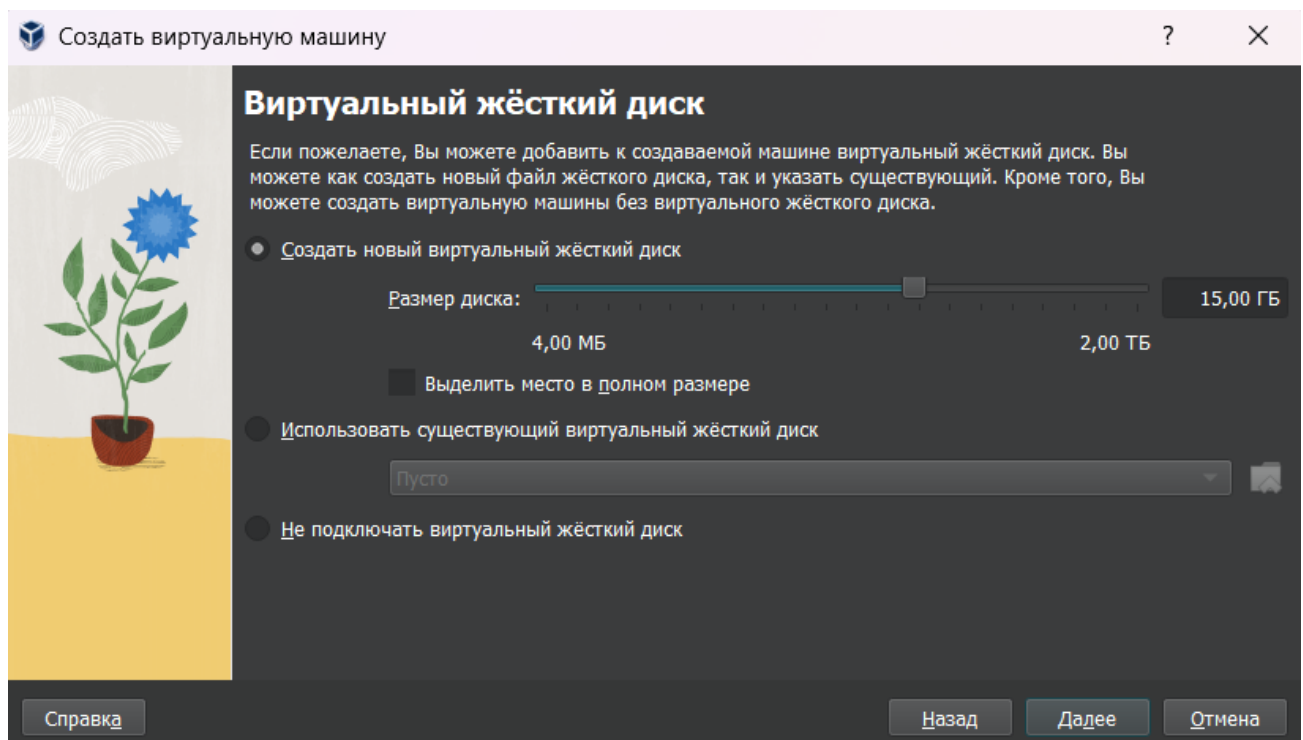 Создать виртуальную машину
?
Виртуальный жёсткий диск
Если пожелаете, Вы можете добавить к создаваемой машине виртуальный жёсткий диск. Вы
можете как создать новый файл жёсткого диска, так и указать существующий. Кроме того, Вы
можете создать виртуальную машины без виртуального жёсткого диска.
Создать новый виртуальный жёсткий диск
Размер диска: 15,00 ГБ
4,00 МБ 2,00 ТБ
Выделить место в полном размере
Использовать существующий виртуальный жёсткий диск
Пусто
Не подключать виртуальный жёсткий диск
Справка Назад Далее Отмена